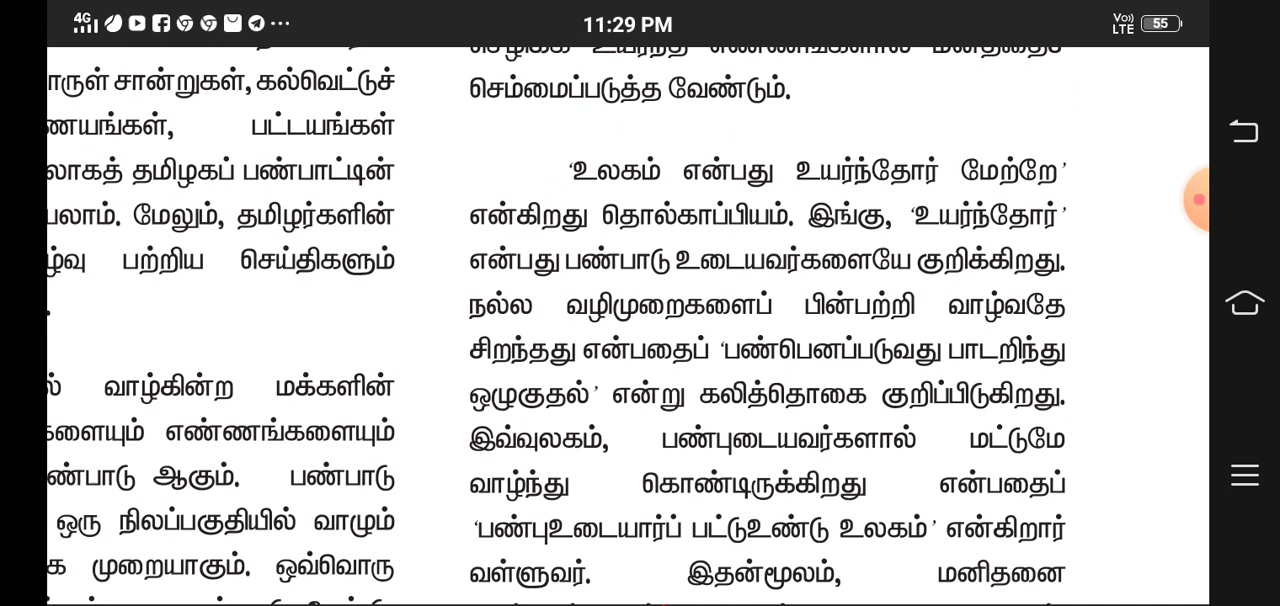 4G
11:29 PM
Vo))
LTE
55
சான்றுகள், கல்வெட்டுச்
பட்டயங்கள்
தமிழகப் பண்பாட்டின்
மேலும், தமிழர்களின்
பற்றிய செய்திகளும்
வாழ்கின்ற மக்களின்
எண்ணங்களையும்
ஆகும். பண்பாடு
ஒரு நிலப்பகுதியில் வாழும்
முறையாகும். ஒவ்வொரு
செம்மைப்படுத்த வேண்டும்.
‘உலகம் என்பது உயர்ந்தோர் மேற்றே’
என்கிறது தொல்காப்பியம். இங்கு, ‘உயர்ந்தோர்’
என்பது பண்பாடு உடையவர்களையே குறிக்கிறது.
நல்ல வழிமுறைகளைப் பின்பற்றி வாழ்வதே
சிறந்தது என்பதைப் ‘பண்பெனப்படுவது பாடறிந்து
ஒழுகுதல்’ என்று கலித்தொகை குறிப்பிடுகிறது.
இவ்வுலகம், பண்புடையவர்களால் மட்டுமே
வாழ்ந்து கொண்டிருக்கிறது என்பதைப்
‘பண்புஉடையார்ப் பட்டுஉண்டு உலகம்’ என்கிறார்
வள்ளுவர். இதன்மூலம், மனிதனை